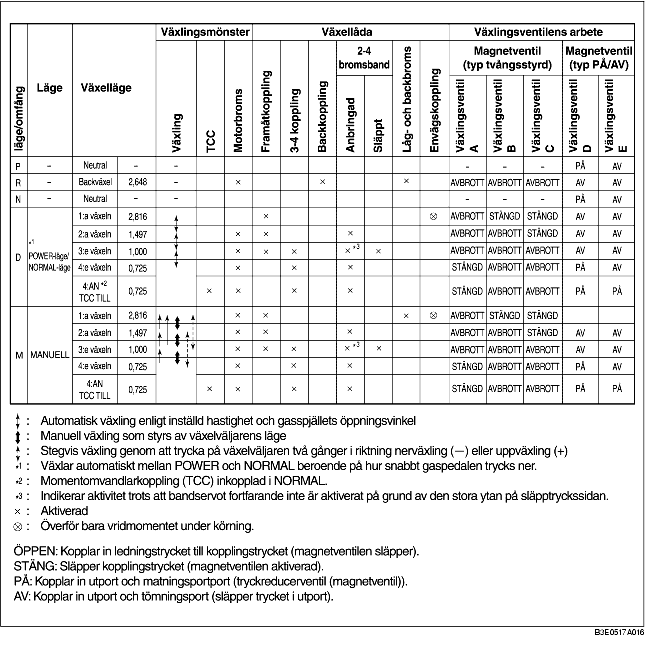 Växlingsmönster Växellåda Växlingsventilens arbete
läge/omfång Läge Växelläge Växling TCC Motorbroms Framåtkoppling 3-4 koppling Backkoppling 2-4 bromsband Anbringad Släppt Låg- och backbroms Envägskoppling Magnetventil (typ tvångsstyrd) Växlingsventil A Växlingsventil B Växlingsventil C Magnetventil (typ PÅ/AV) Växlingsventil D Växlingsventil E
P – Neutral – – – – – PÅ AV
R – Backväxel 2,648 – × × × AVBROTT AVBROTT AVBROTT AV AV
N – Neutral – – – – – PÅ AV
D *1 POWER-läge/ NORMAL-läge
1:a växeln 2,816 × ⊗ AVBROTT STÄNGD STÄNGD AV AV
2:a växeln 1,497 × × × AVBROTT AVBROTT STÄNGD AV AV
3:e växeln 1,000 × × × ×*3 × AVBROTT AVBROTT AVBROTT AV AV
4:e växeln 0,725 × × × STÄNGD AVBROTT AVBROTT PÅ AV
4:AN *2 TCC TILL 0,725 × × × × STÄNGD AVBROTT AVBROTT PÅ PÅ
M MANUELL
1:a växeln 2,816 × × × ⊗ AVBROTT STÄNGD STÄNGD
2:a växeln 1,497 × × × AVBROTT AVBROTT STÄNGD AV AV
3:e växeln 1,000 × × × ×*3 × AVBROTT AVBROTT AVBROTT AV AV
4:e växeln 0,725 × × × STÄNGD AVBROTT AVBROTT PÅ AV
4:AN TCC TILL 0,725 × × × × STÄNGD AVBROTT AVBROTT PÅ PÅ
: Automatisk växling enligt inställd hastighet och gasspjällets öppningsvinkel
: Manuell växling som styrs av växelväljarens läge
: Stegvis växling genom att trycka på växelväljaren två gånger i riktning nerväxling (—) eller uppväxling (+)
*1 : Växlar automatiskt mellan POWER och NORMAL beroende på hur snabbt gaspedalen trycks ner.
*2 : Momentomvandlarkoppling (TCC) inkopplad i NORMAL.
*3 : Indikerar aktivitet trots att bandservot fortfarande inte är activerat på grund av den stora ytan på släpptryckssidan.
× : Aktiverad
⊗ : Överför bara vridmomentet under körning.
ÖPPEN: Kopplar in ledningstrycket till kopplingstrycket (magnetventilen släpper).
STÄNG: Släpper kopplingstrycket (magnetventilen aktiverad).
PÅ: Kopplar in utport och matningsportport (tryckreducerventil (magnetventil)).
AV: Kopplar in utport och tömningsport (släpper trycket i utport).
B3E0517A016